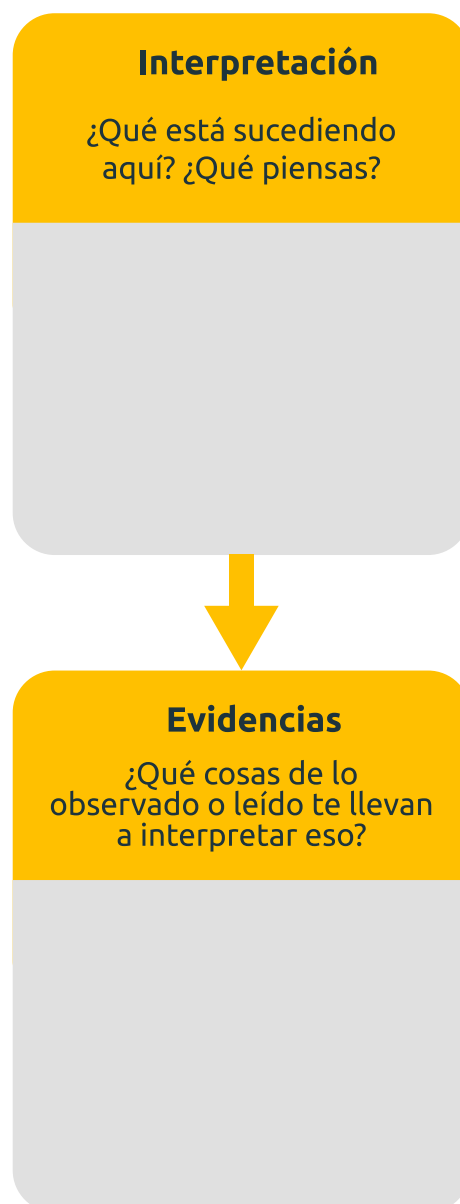 Interpretación
¿Qué está sucediendo
aquí? ¿Qué piensas?
Evidencias
¿Qué cosas de lo
observado o leído te llevan
a interpretar eso?